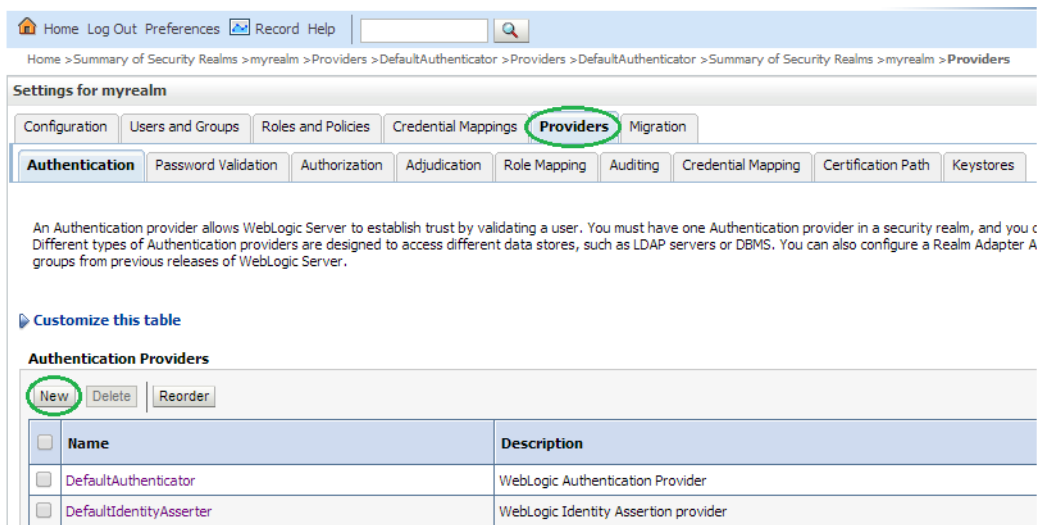 Home Log Out Preferences Record Help
Home >Summary of Security Realms >myrealm >Providers >DefaultAuthenticator >Providers >DefaultAuthenticator >Summary of Security Realms >myrealm >Providers
Settings for myrealm
Configuration Users and Groups Roles and Policies Credential Mappings Providers Migration
Authentication Password Validation Authorization Adjudication Role Mapping Auditing Credential Mapping Certification Path Keystores
An Authentication provider allows WebLogic Server to establish trust by validating a user. You must have one Authentication provider in a security realm, and you
Different types of Authentication providers are designed to access different data stores, such as LDAP servers or DBMS. You can also configure a Realm Adapter A
groups from previous releases of WebLogic Server.
Customize this table
Authentication Providers
New Delete Reorder
Name Description
DefaultAuthenticator WebLogic Authentication Provider
DefaultIdentityAsserter WebLogic Identity Assertion provider